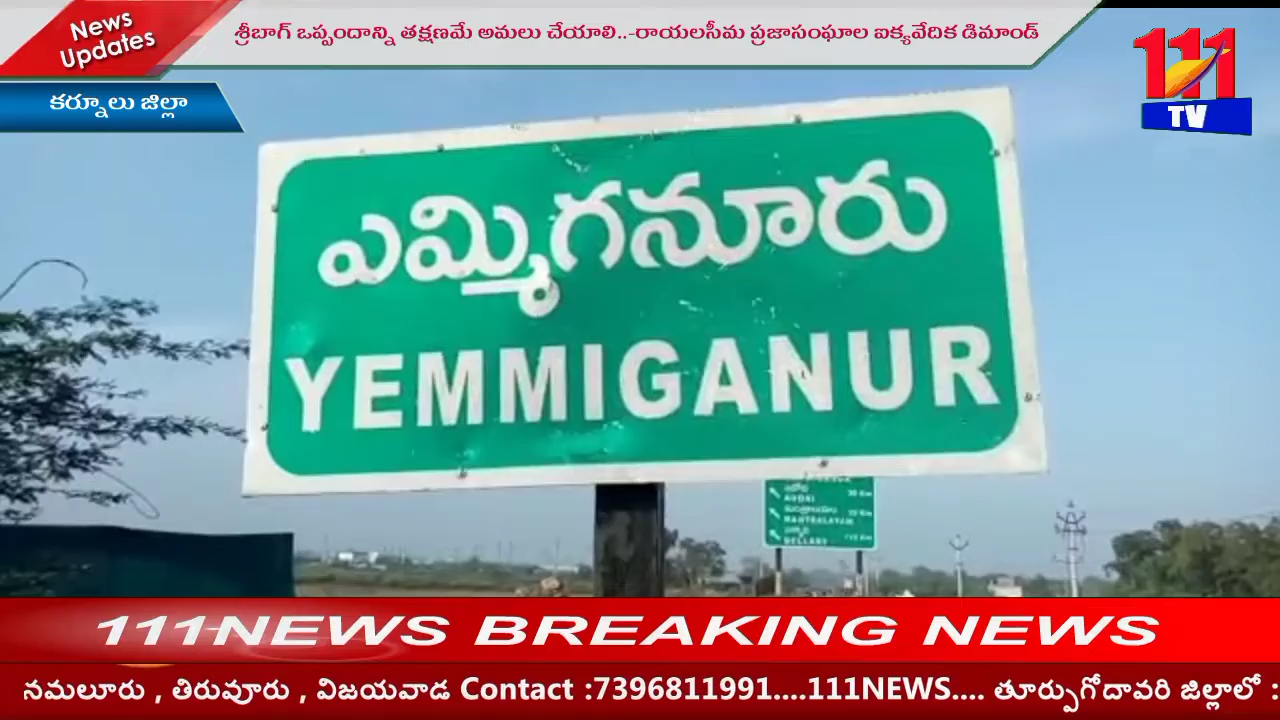 News
Updates
శ్రీబాగ్ ఒప్పందాన్ని తక్షణమే అమలు చేయాలి..-రాయలసీమ ప్రజాసంఘాల ఐక్యవేదిక డిమాండ్
111
TV
కర్నూలు జిల్లా
ఎమ్మిగనూరు
YEMMIGANUR
ADONI
MANTRALAYAM
BELLARY
111NEWS BREAKING NEWS
నమలూరు , తిరువూరు , విజయవాడ Contact :7396811991....111NEWS.... తూర్పుగోదావరి జిల్లాలో :